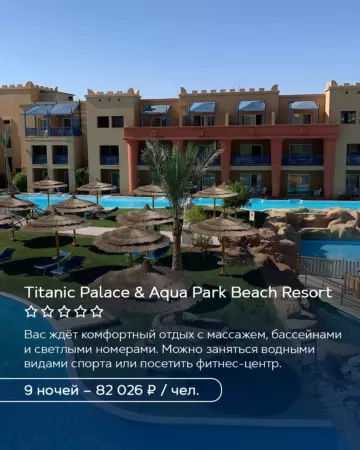 Titanic Palace & Aqua Park Beach Resort
Вас ждёт комфортный отдых с массажем, бассейнами
и светлыми номерами. Можно заняться водными
видами спорта или посетить фитнес-центр.
9 ночей – 82 026 ₽ / чел.